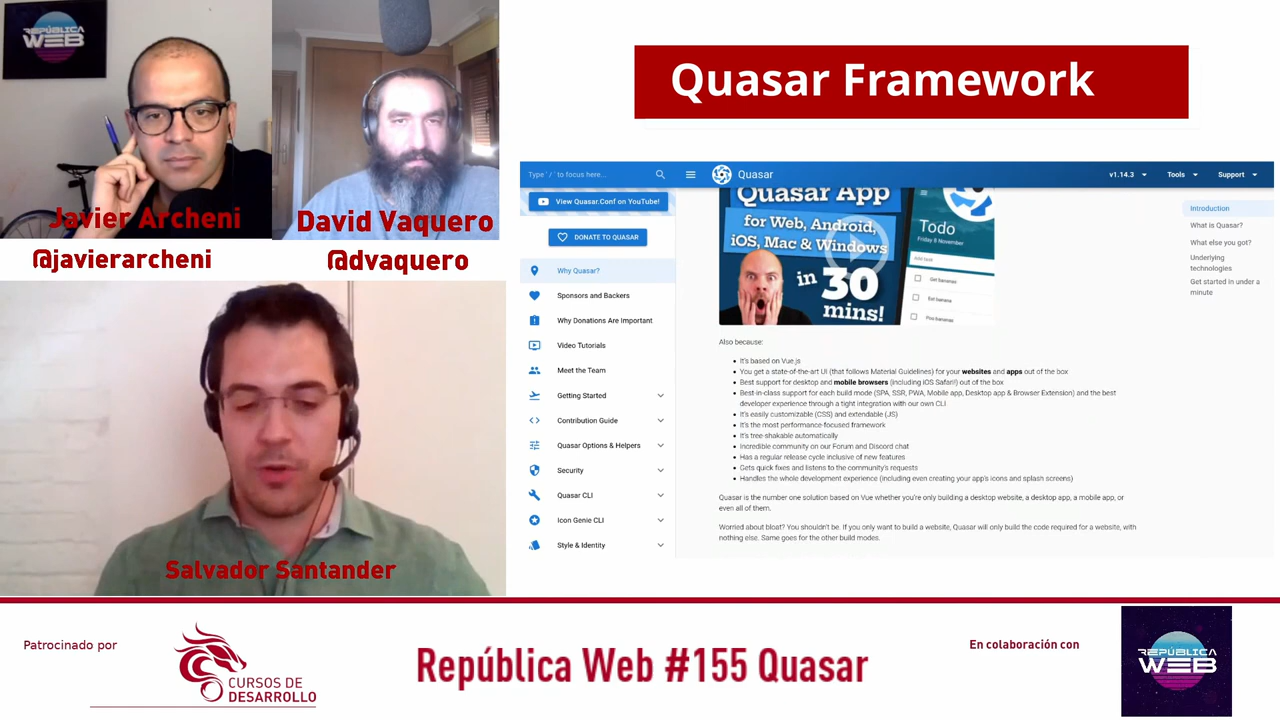 REPÚBLICA
WEB
Javier Archeni
@javierarcheni
David Vaquero
@dvaquero
Salvador Santander
Quasar Framework
Type ' / ' to focus here...
Quasar
v1.14.3
Tools
Support
View Quasar.Conf on YouTube!
DONATE TO QUASAR
Why Quasar?
Sponsors and Backers
Why Donations Are Important
Video Tutorials
Meet the Team
Getting Started
Contribution Guide
Quasar Options & Helpers
Security
Quasar CLI
Icon Genie CLI
Style & Identity
Quasar App
for Web, Android,
iOS, Mac & Windows
in 30
mins!
Todo
Friday 8 November
Add task
Get bananas
Eat banana
Poo bananas
Also because:
It's based on Vue.js
You get a state-of-the-art UI (that follows Material Guidelines) for your websites and apps out of the box
Best support for desktop and mobile browsers (including iOS Safari!) out of the box
Best-in-class support for each build mode (SPA, SSR, PWA, Mobile app, Desktop app & Browser Extension) and the best
developer experience through a tight integration with our own CLI
It's easily customizable (CSS) and extendable (JS)
It's the most performance-focused framework
It's tree-shakable automatically
Incredible community on our Forum and Discord chat
Has a regular release cycle inclusive of new features
Gets quick fixes and listens to the community's requests
Handles the whole development experience (including even creating your app's icons and splash screens)
Quasar is the number one solution based on Vue whether you're only building a desktop website, a desktop app, a mobile app, or
even all of them.
Worried about bloat? You shouldn't be. If you only want to build a website, Quasar will only build the code required for a website, with
nothing else. Same goes for the other build modes.
Introduction
What is Quasar?
What else you got?
Underlying
technologies
Get started in under a
minute
Patrocinado por
CURSOS DE
DESARROLLO
República Web #155 Quasar
En colaboración con
REPÚBLICA
WEB